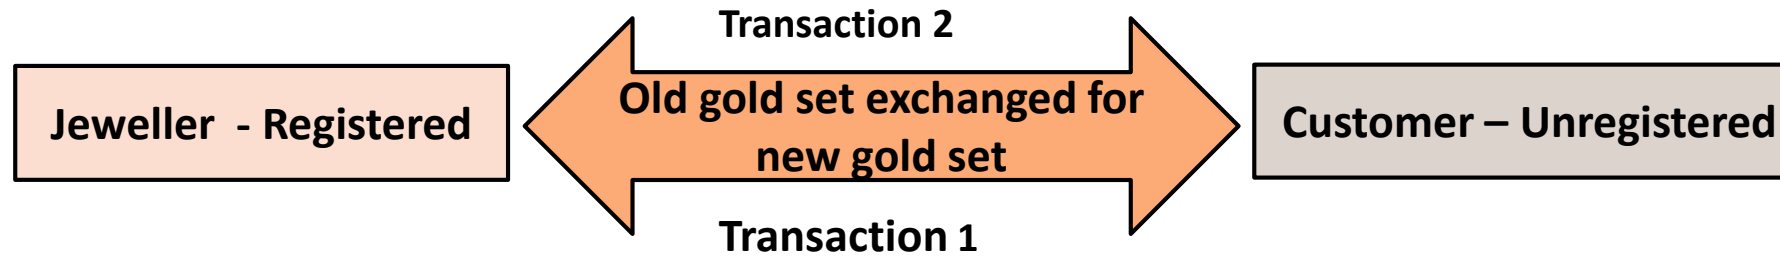 Transaction 2
Jeweller - Registered
Old gold set exchanged for
new gold set
Customer – Unregistered
Transaction 1